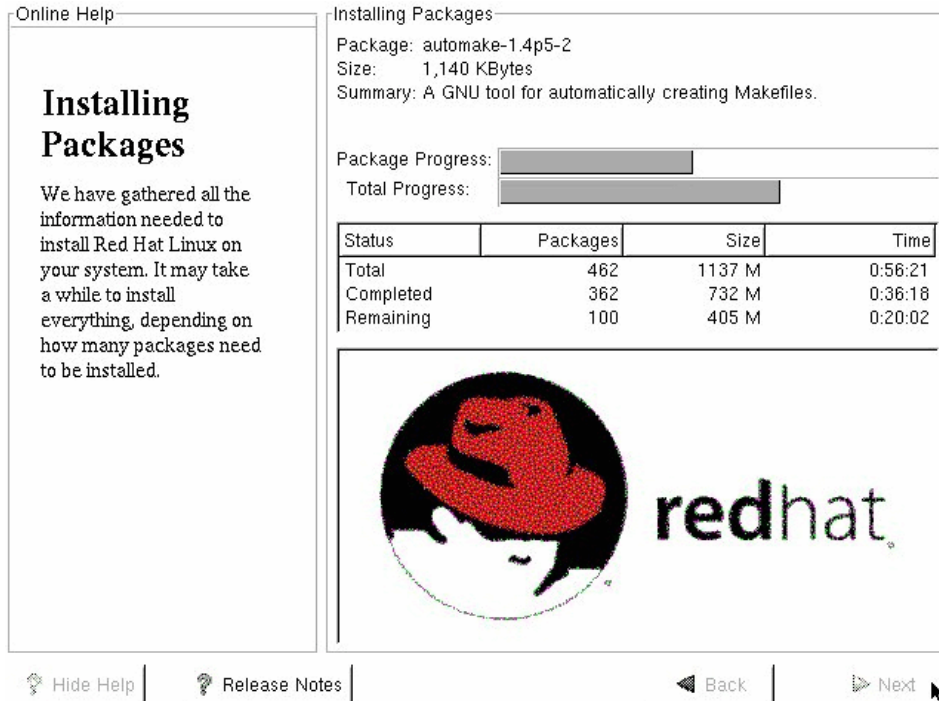 Online Help
Installing
Packages
We have gathered all the
information needed to
install Red Hat Linux on
your system. It may take
a while to install
everything, depending on
how many packages need
to be installed.
Installing Packages
Package: automake-1.4p5-2
Size: 1,140 KBytes
Summary: A GNU tool for automatically creating Makefiles.
Package Progress:
Total Progress:
Status Packages Size Time
Total 462 1137 M 0:56:21
Completed 362 732 M 0:36:18
Remaining 100 405 M 0:20:02
redhat
Hide Help Release Notes Back Next